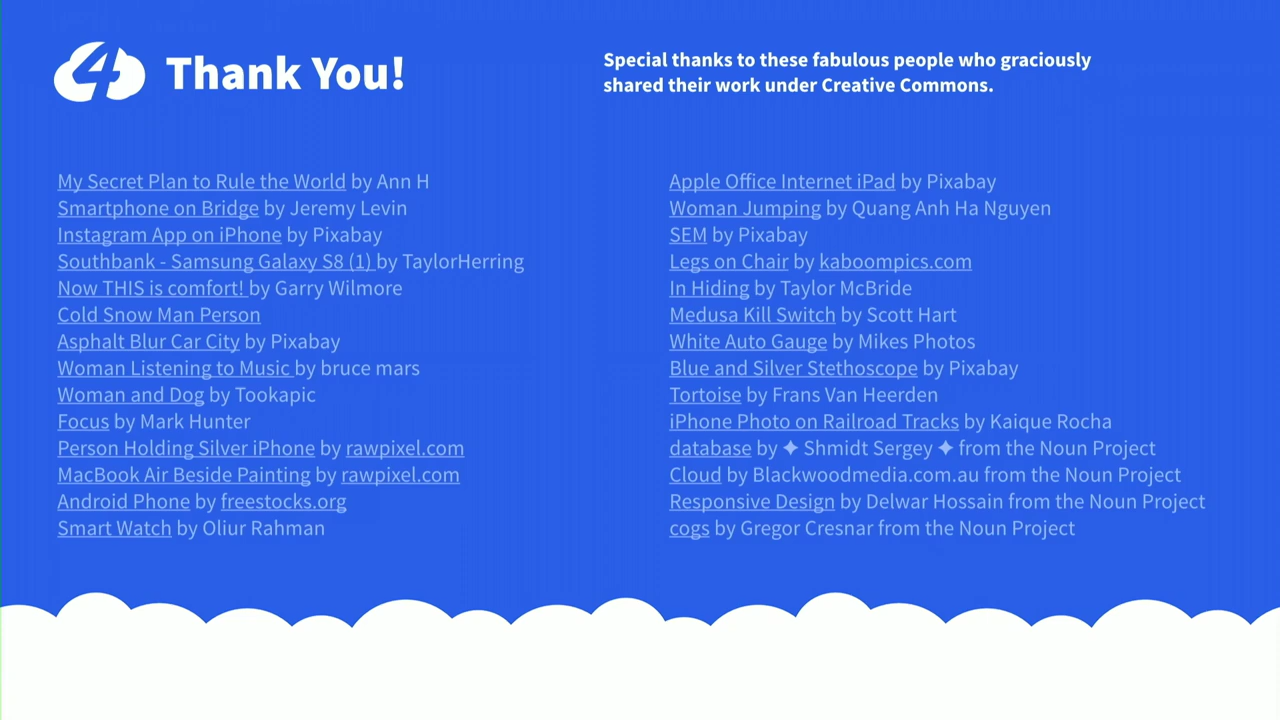 4 Thank You!
Special thanks to these fabulous people who graciously
shared their work under Creative Commons.
My Secret Plan to Rule the World by Ann H
Smartphone on Bridge by Jeremy Levin
Instagram App on iPhone by Pixabay
Southbank - Samsung Galaxy S8 (1) by TaylorHerring
Now THIS is comfort! by Garry Wilmore
Cold Snow Man Person
Asphalt Blur Car City by Pixabay
Woman Listening to Music by bruce mars
Woman and Dog by Tookapic
Focus by Mark Hunter
Person Holding Silver iPhone by rawpixel.com
MacBook Air Beside Painting by rawpixel.com
Android Phone by freestocks.org
Smart Watch by Oliur Rahman
Apple Office Internet iPad by Pixabay
Woman Jumping by Quang Anh Ha Nguyen
SEM by Pixabay
Legs on Chair by kaboompics.com
In Hiding by Taylor McBride
Medusa Kill Switch by Scott Hart
White Auto Gauge by Mikes Photos
Blue and Silver Stethoscope by Pixabay
Tortoise by Frans Van Heerden
iPhone Photo on Railroad Tracks by Kaique Rocha
database by ✦ Shmidt Sergey ✦ from the Noun Project
Cloud by Blackwoodmedia.com.au from the Noun Project
Responsive Design by Delwar Hossain from the Noun Project
cogs by Gregor Cresnar from the Noun Project